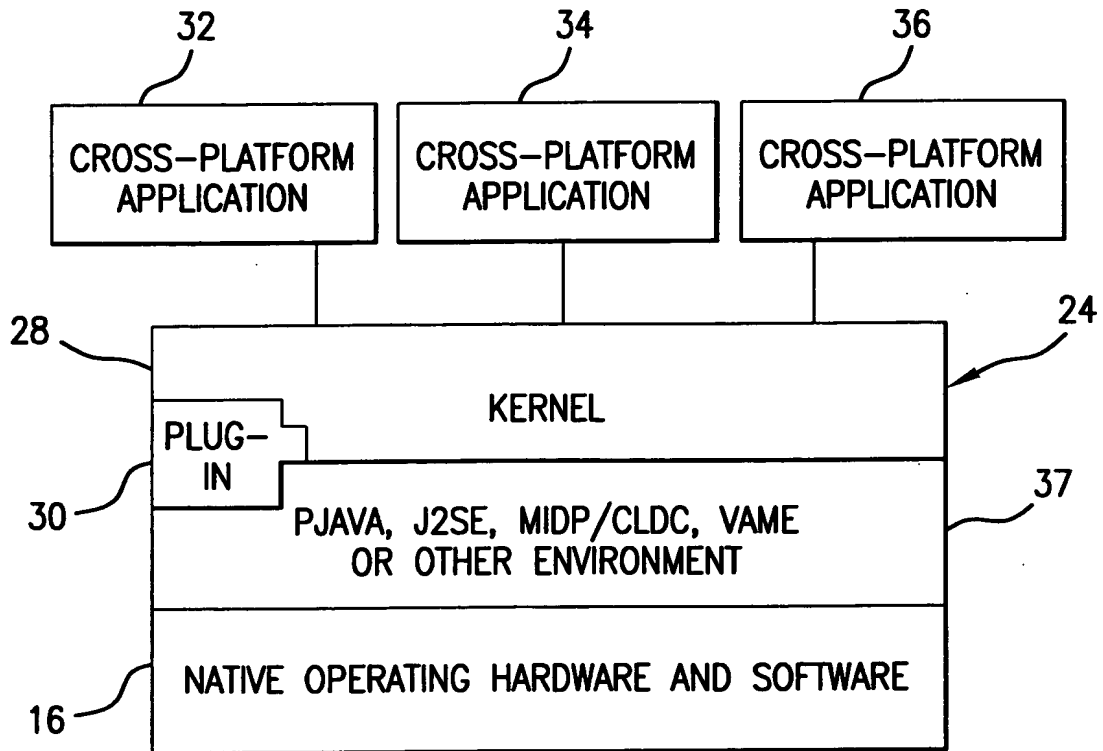 32
34
36
CROSS-PLATFORM
APPLICATION
CROSS-PLATFORM
APPLICATION
CROSS-PLATFORM
APPLICATION
28
24
KERNEL
PLUG-
IN
30
37
PJAVA, J2SE, MIDP/CLDC, VAME
OR OTHER ENVIRONMENT
NATIVE OPERATING HARDWARE AND SOFTWARE
16